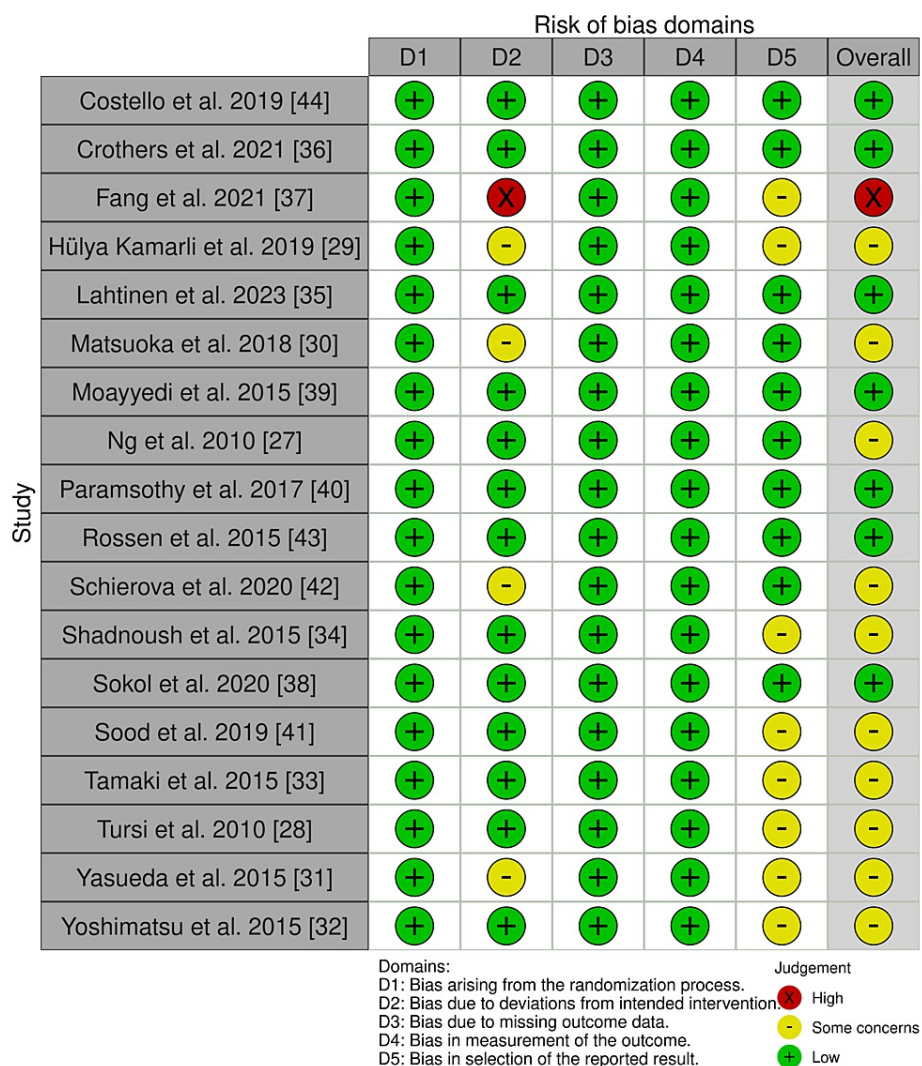 Risk of bias domains
D1 D2 D3 D4 D5 Overall
Study
Costello et al. 2019 [44] + + + + + +
Crothers et al. 2021 [36] + + + + + +
Fang et al. 2021 [37] + X + + - X
Hülya Kamarli et al. 2019 [29] + - + + - -
Lahtinen et al. 2023 [35] + + + + + +
Matsuoka et al. 2018 [30] + - + + + -
Moayyedi et al. 2015 [39] + + + + + +
Ng et al. 2010 [27] + + + + + -
Paramsothy et al. 2017 [40] + + + + + +
Rossen et al. 2015 [43] + + + + + +
Schierova et al. 2020 [42] + - + + + -
Shadnoush et al. 2015 [34] + + + + - -
Sokol et al. 2020 [38] + + + + + +
Sood et al. 2019 [41] + + + + - -
Tamaki et al. 2015 [33] + + + + - -
Tursi et al. 2010 [28] + + + + - -
Yasueda et al. 2015 [31] + - + + - -
Yoshimatsu et al. 2015 [32] + + + + - -
Domains:
D1: Bias arising from the randomization process.
D2: Bias due to deviations from intended intervention.
D3: Bias due to missing outcome data.
D4: Bias in measurement of the outcome.
D5: Bias in selection of the reported result.
Judgement
X High
- Some concerns
+ Low